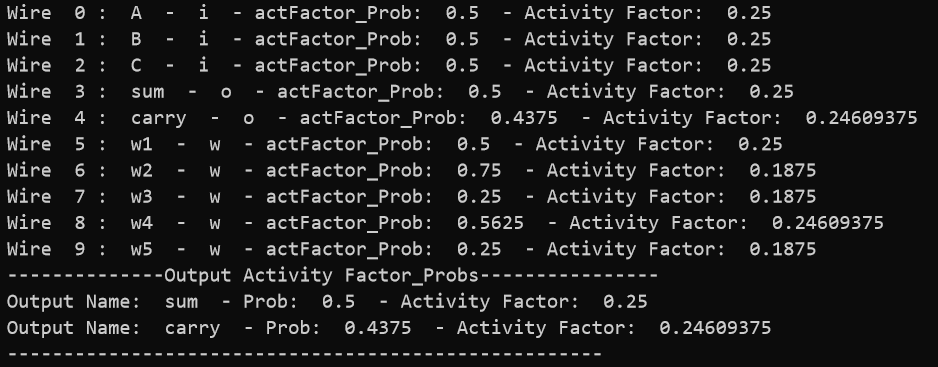 Wire  0 :  A  -  i  - actFactor_Prob:  0.5  - Activity Factor:  0.25
Wire  1 :  B  -  i  - actFactor_Prob:  0.5  - Activity Factor:  0.25
Wire  2 :  C  -  i  - actFactor_Prob:  0.5  - Activity Factor:  0.25
Wire  3 :  sum  -  o  - actFactor_Prob:  0.5  - Activity Factor:  0.25
Wire  4 :  carry  -  o  - actFactor_Prob:  0.4375  - Activity Factor:  0.24609375
Wire  5 :  w1  -  w  - actFactor_Prob:  0.5  - Activity Factor:  0.25
Wire  6 :  w2  -  w  - actFactor_Prob:  0.75  - Activity Factor:  0.1875
Wire  7 :  w3  -  w  - actFactor_Prob:  0.25  - Activity Factor:  0.1875
Wire  8 :  w4  -  w  - actFactor_Prob:  0.5625  - Activity Factor:  0.24609375
Wire  9 :  w5  -  w  - actFactor_Prob:  0.25  - Activity Factor:  0.1875
--------------Output Activity Factor_Probs----------------
Output Name:  sum  - Prob:  0.5  - Activity Factor:  0.25
Output Name:  carry  - Prob:  0.4375  - Activity Factor:  0.24609375
-----------------------------------------------------